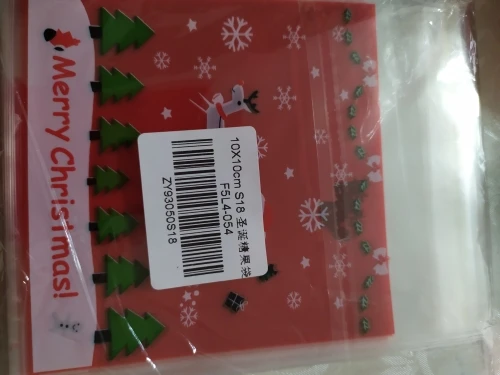 Merry Christmas!
10X10cm S18 圣诞糖果袋
F5L4-054
ZY93050S18